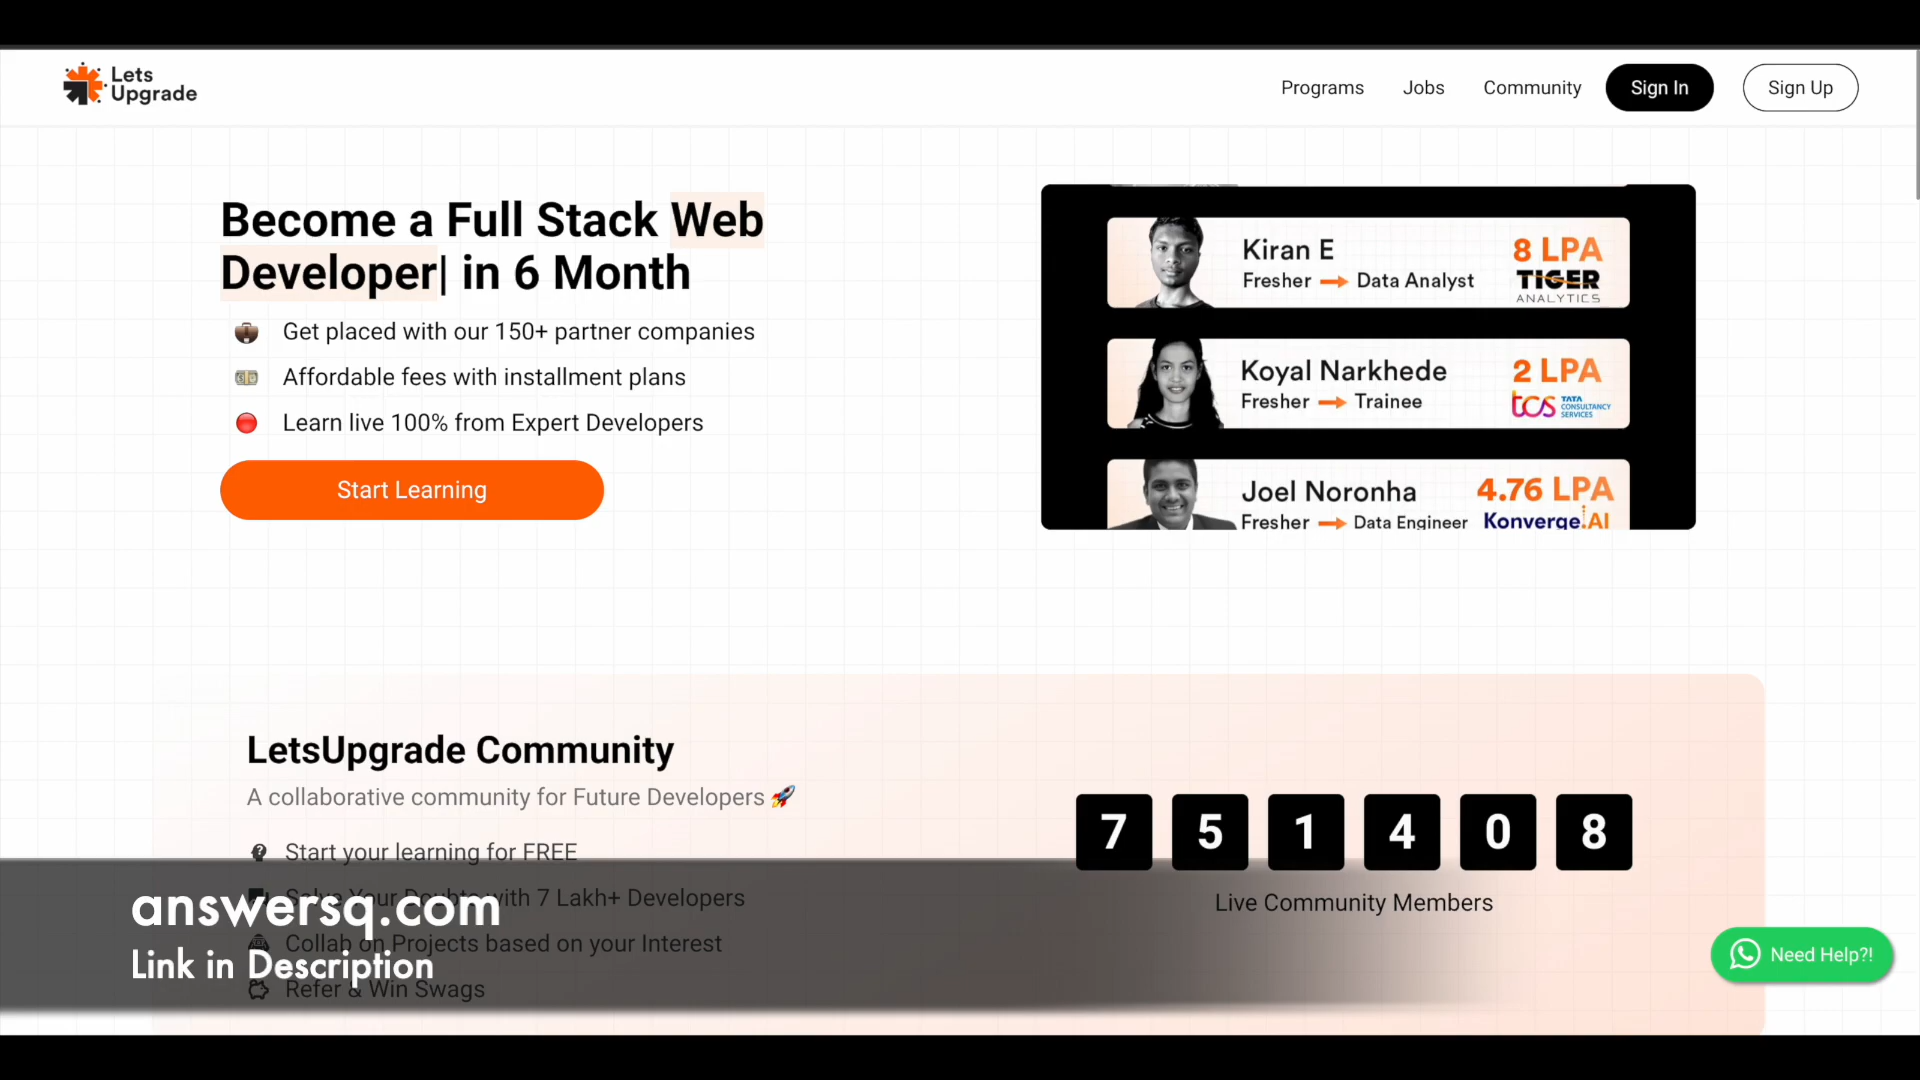 Lets
Upgrade
Programs
Jobs
Community
Sign In
Sign Up
Become a Full Stack Web
Developer| in 6 Month
Get placed with our 150+ partner companies
Affordable fees with installment plans
Learn live 100% from Expert Developers
Start Learning
Kiran E
Fresher → Data Analyst
8 LPA
TIGER
ANALYTICS
Koyal Narkhede
Fresher → Trainee
2 LPA
tcs TATA
CONSULTANCY
SERVICES
Joel Noronha
Fresher → Data Engineer
4.76 LPA
Konverge.AI
LetsUpgrade Community
A collaborative community for Future Developers 🚀
Start your learning for FREE
Solve Your Doubts with 7 Lakh+ Developers
Collab on Projects based on your Interest
Refer & Win Swags
7 5 1 4 0 8
Live Community Members
answersq.com
Link in Description
Need Help?!